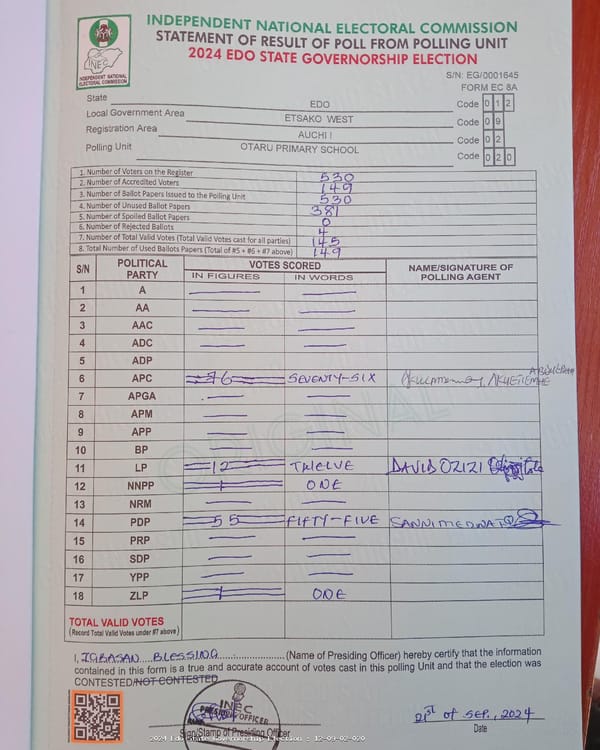 INDEPENDENT NATIONAL ELECTORAL COMMISSION
STATEMENT OF RESULT OF POLL FROM POLLING UNIT
2024 EDO STATE GOVERNORSHIP ELECTION
INEC
INDEPENDENT NATIONAL
ELECTORAL COMMISSION
S/N: EG/0001645
FORM EC 8A
State EDO Code 0 1 2
Local Government Area ETSAKO WEST Code 0 9
Registration Area AUCHI I Code 0 2
Polling Unit OTARU PRIMARY SCHOOL Code 0 2 0
1. Number of Voters on the Register 530
2. Number of Accredited Voters 149
3. Number of Ballot Papers Issued to the Polling Unit 530
4. Number of Unused Ballot Papers 381
5. Number of Spoiled Ballot Papers 0
6. Number of Rejected Ballots 4
7. Number of Total Valid Votes (Total Valid Votes cast for all parties) 145
8. Total Number of Used Ballots Papers (Total of #5 + #6 + #7 above) 149
S/N POLITICAL PARTY VOTES SCORED NAME/SIGNATURE OF POLLING AGENT
IN FIGURES IN WORDS
1 A
2 AA
3 AAC
4 ADC
5 ADP
6 APC 76 SEVENTY-SIX
7 APGA
8 APM
9 APP
10 BP
11 LP 12 TWELVE DAVID OZIZI
12 NNPP 1 ONE
13 NRM
14 PDP 55 FIFTY-FIVE
15 PRP
16 SDP
17 YPP
18 ZLP 1 ONE
ORIGINAL
TOTAL VALID VOTES
(Record Total Valid Votes under #7 above)
I, IGBASAN BLESSING (Name of Presiding Officer) hereby certify that the information
contained in this form is a true and accurate account of votes cast in this polling Unit and that the election was
CONTESTED/NOT CONTESTED
INEC
PRESIDING OFFICER
Sign/Stamp of Presiding Officer
21st of SEP., 2024
Date
2024 Edo State Governorship Election : 12-09-02-020